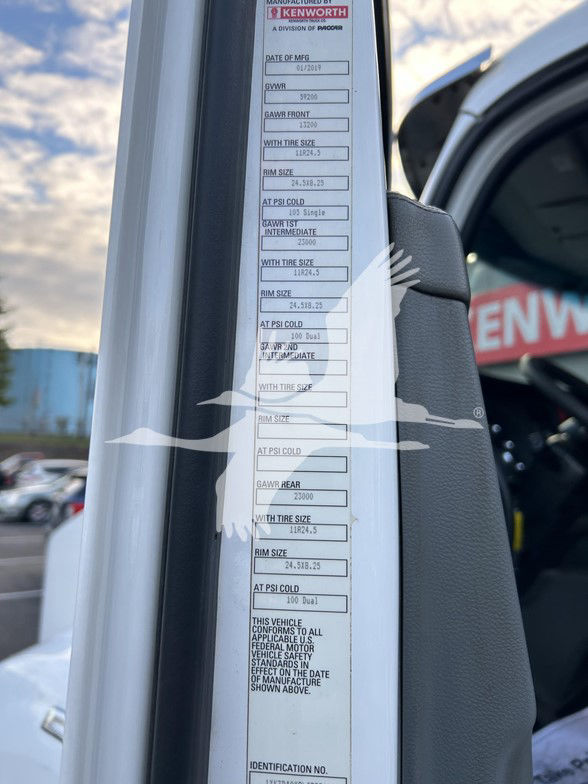 MANUFACTURED BY
KENWORTH
KENWORTH TRUCK CO.
A DIVISION OF PACCAR
DATE OF MFG
01/2019
GVWR
59200
GAWR FRONT
13200
WITH TIRE SIZE
11R24.5
RIM SIZE
24.5X8.25
AT PSI COLD
105 Single
GAWR 1ST
INTERMEDIATE
23000
WITH TIRE SIZE
11R24.5
RIM SIZE
24.5X8.25
AT PSI COLD
100 Dual
GAWR 2ND
INTERMEDIATE
WITH TIRE SIZE
RIM SIZE
AT PSI COLD
GAWR REAR
23000
WITH TIRE SIZE
11R24.5
RIM SIZE
24.5X8.25
AT PSI COLD
100 Dual
THIS VEHICLE
CONFORMS TO ALL
APPLICABLE U.S.
FEDERAL MOTOR
VEHICLE SAFETY
STANDARDS IN
EFFECT ON THE DATE
OF MANUFACTURE
SHOWN ABOVE.
IDENTIFICATION NO.
KENW
®